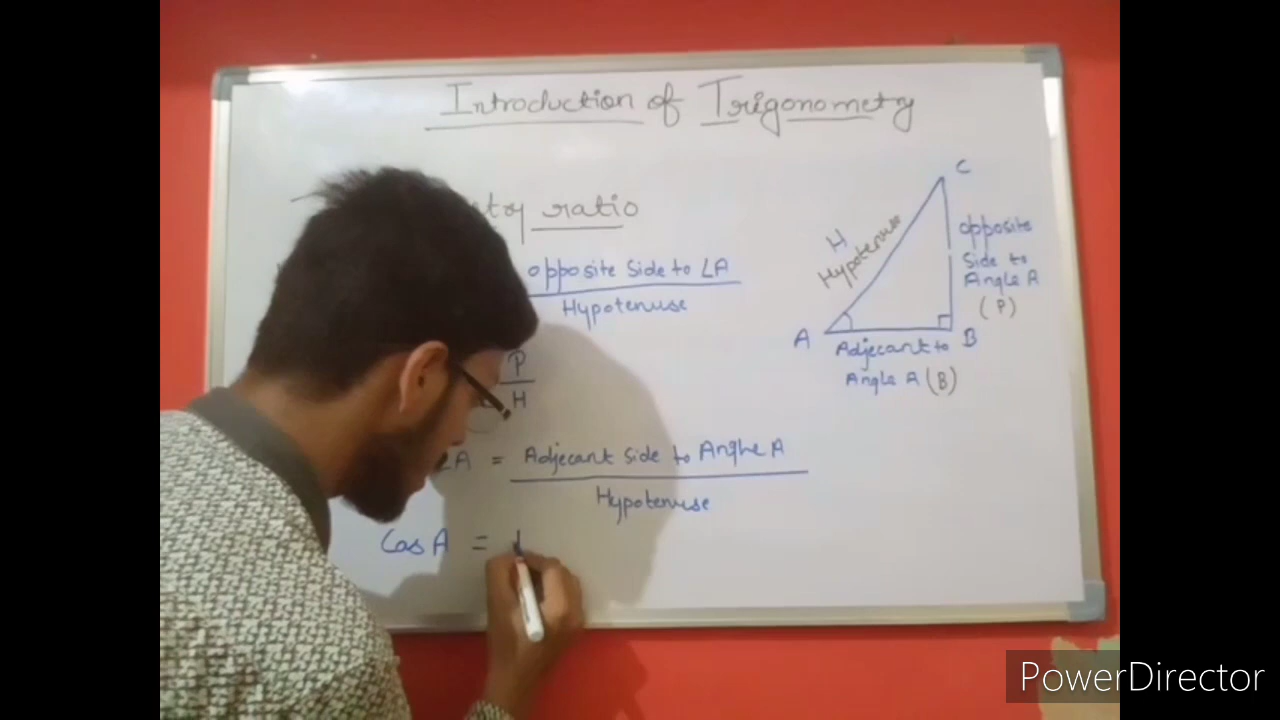 Introduction of Trigonometry
ratio
opposite Side to ∠A
Hypotenuse
P
H
∠A = Adjecant Side to Angle A
Hypotenuse
Cos A =
C
H
Hypotenuse
opposite
Side to
Angle A
(P)
A
B
Adjecant to
Angle A (B)
PowerDirector